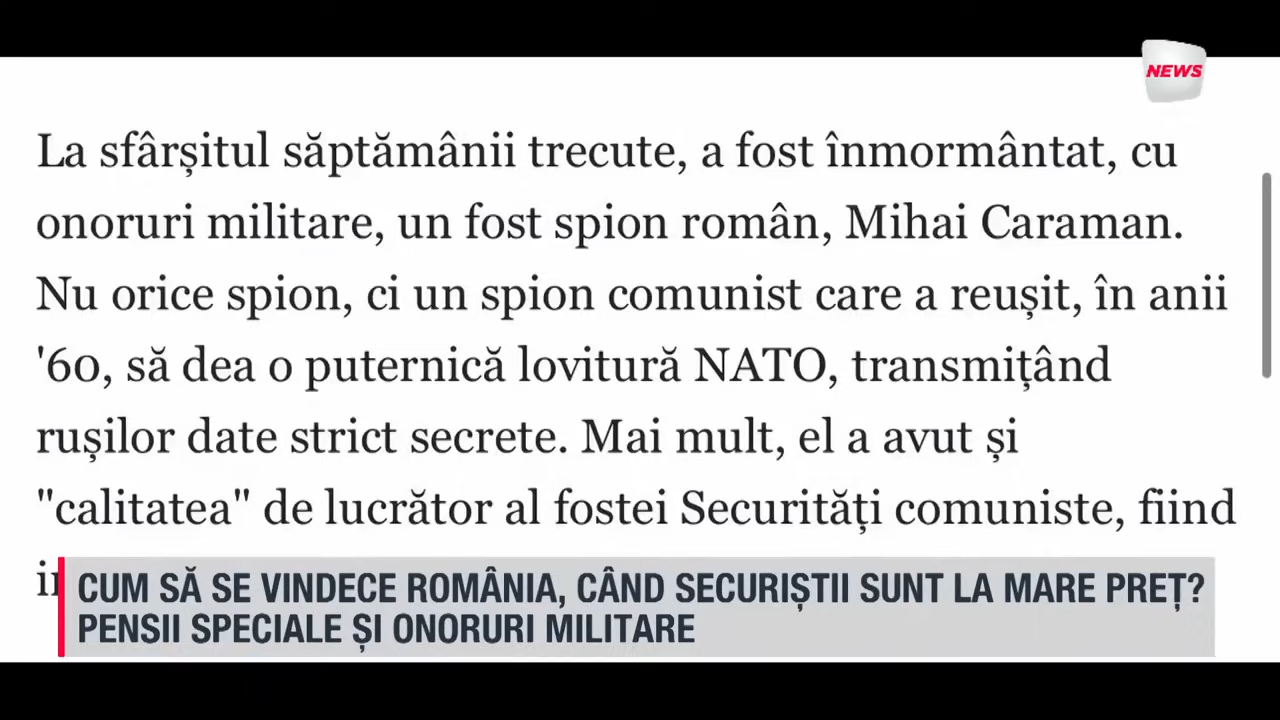 NEWS
La sfârșitul săptămânii trecute, a fost înmormântat, cu
onoruri militare, un fost spion român, Mihai Caraman.
Nu orice spion, ci un spion comunist care a reușit, în anii
'60, să dea o puternică lovitură NATO, transmițând
rușilor date strict secrete. Mai mult, el a avut și
"calitatea" de lucrător al fostei Securități comuniste, fiind
CUM SĂ SE VINDECE ROMÂNIA, CÂND SECURIȘTII SUNT LA MARE PREȚ?
PENSII SPECIALE ȘI ONORURI MILITARE